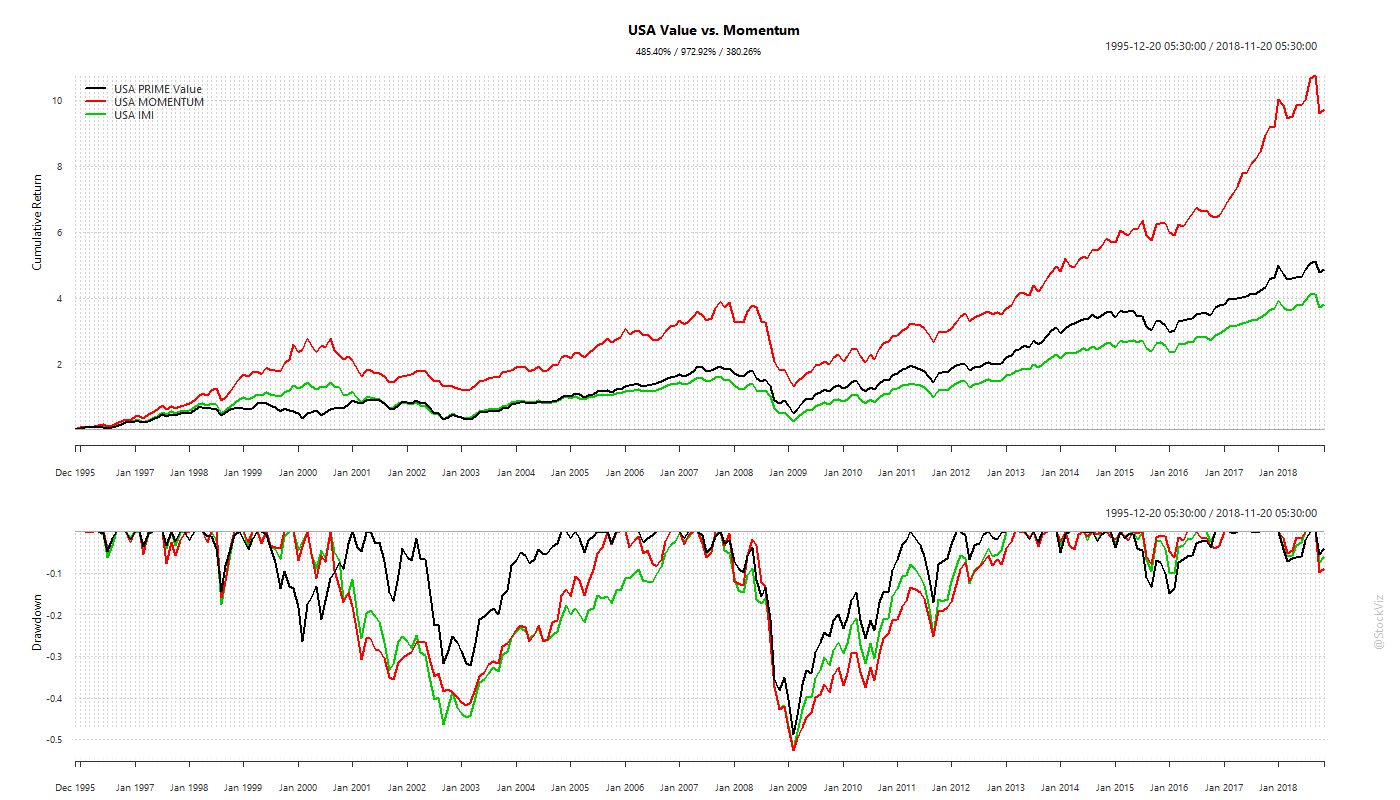 USA Value vs. Momentum
485.40% / 972.92% / 380.26%
1995-12-20 05:30:00 / 2018-11-20 05:30:00
USA PRIME Value
USA MOMENTUM
USA IMI
Cumulative Return
10
8
6
4
2
Dec 1995 Jan 1997 Jan 1998 Jan 1999 Jan 2000 Jan 2001 Jan 2002 Jan 2003 Jan 2004 Jan 2005 Jan 2006 Jan 2007 Jan 2008 Jan 2009 Jan 2010 Jan 2011 Jan 2012 Jan 2013 Jan 2014 Jan 2015 Jan 2016 Jan 2017 Jan 2018
1995-12-20 05:30:00 / 2018-11-20 05:30:00
Drawdown
-0.1
-0.2
-0.3
-0.4
-0.5
Dec 1995 Jan 1997 Jan 1998 Jan 1999 Jan 2000 Jan 2001 Jan 2002 Jan 2003 Jan 2004 Jan 2005 Jan 2006 Jan 2007 Jan 2008 Jan 2009 Jan 2010 Jan 2011 Jan 2012 Jan 2013 Jan 2014 Jan 2015 Jan 2016 Jan 2017 Jan 2018
@StockViz